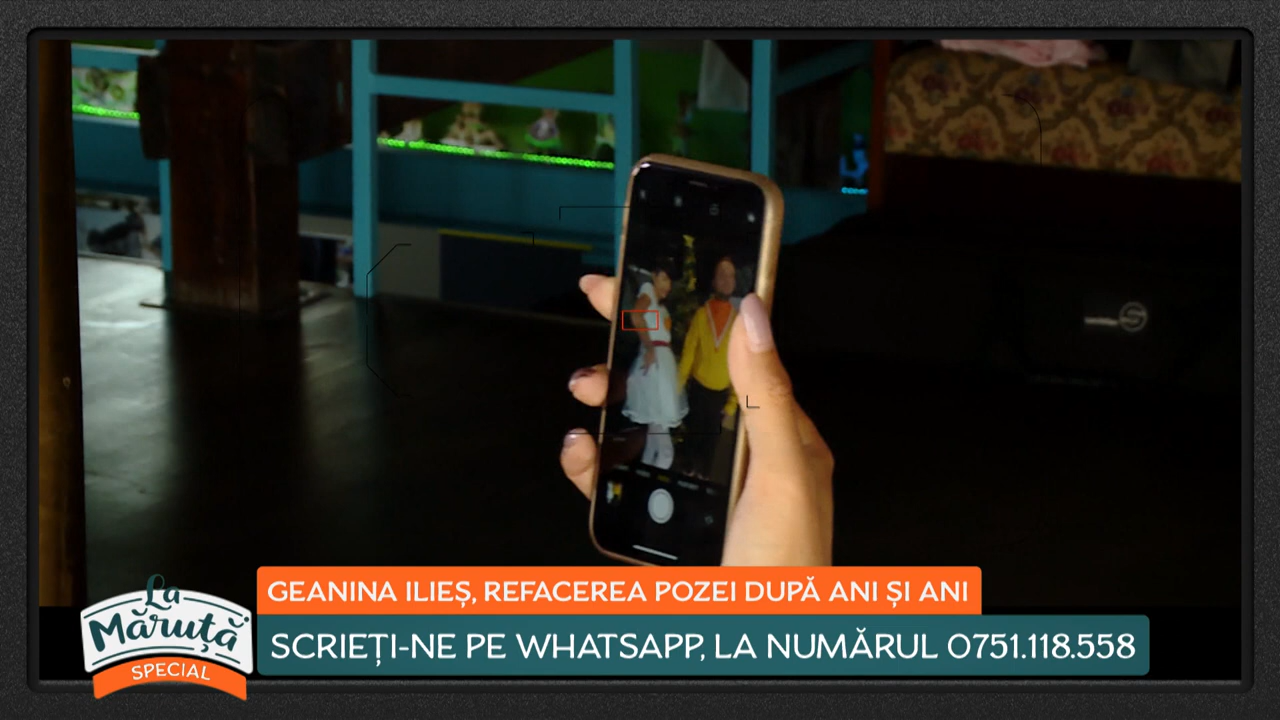 GEANINA ILIEȘ, REFACEREA POZEI DUPĂ ANI ȘI ANI
La
Măruță
SPECIAL
SCRIEȚI-NE PE WHATSAPP, LA NUMĂRUL 0751.118.558